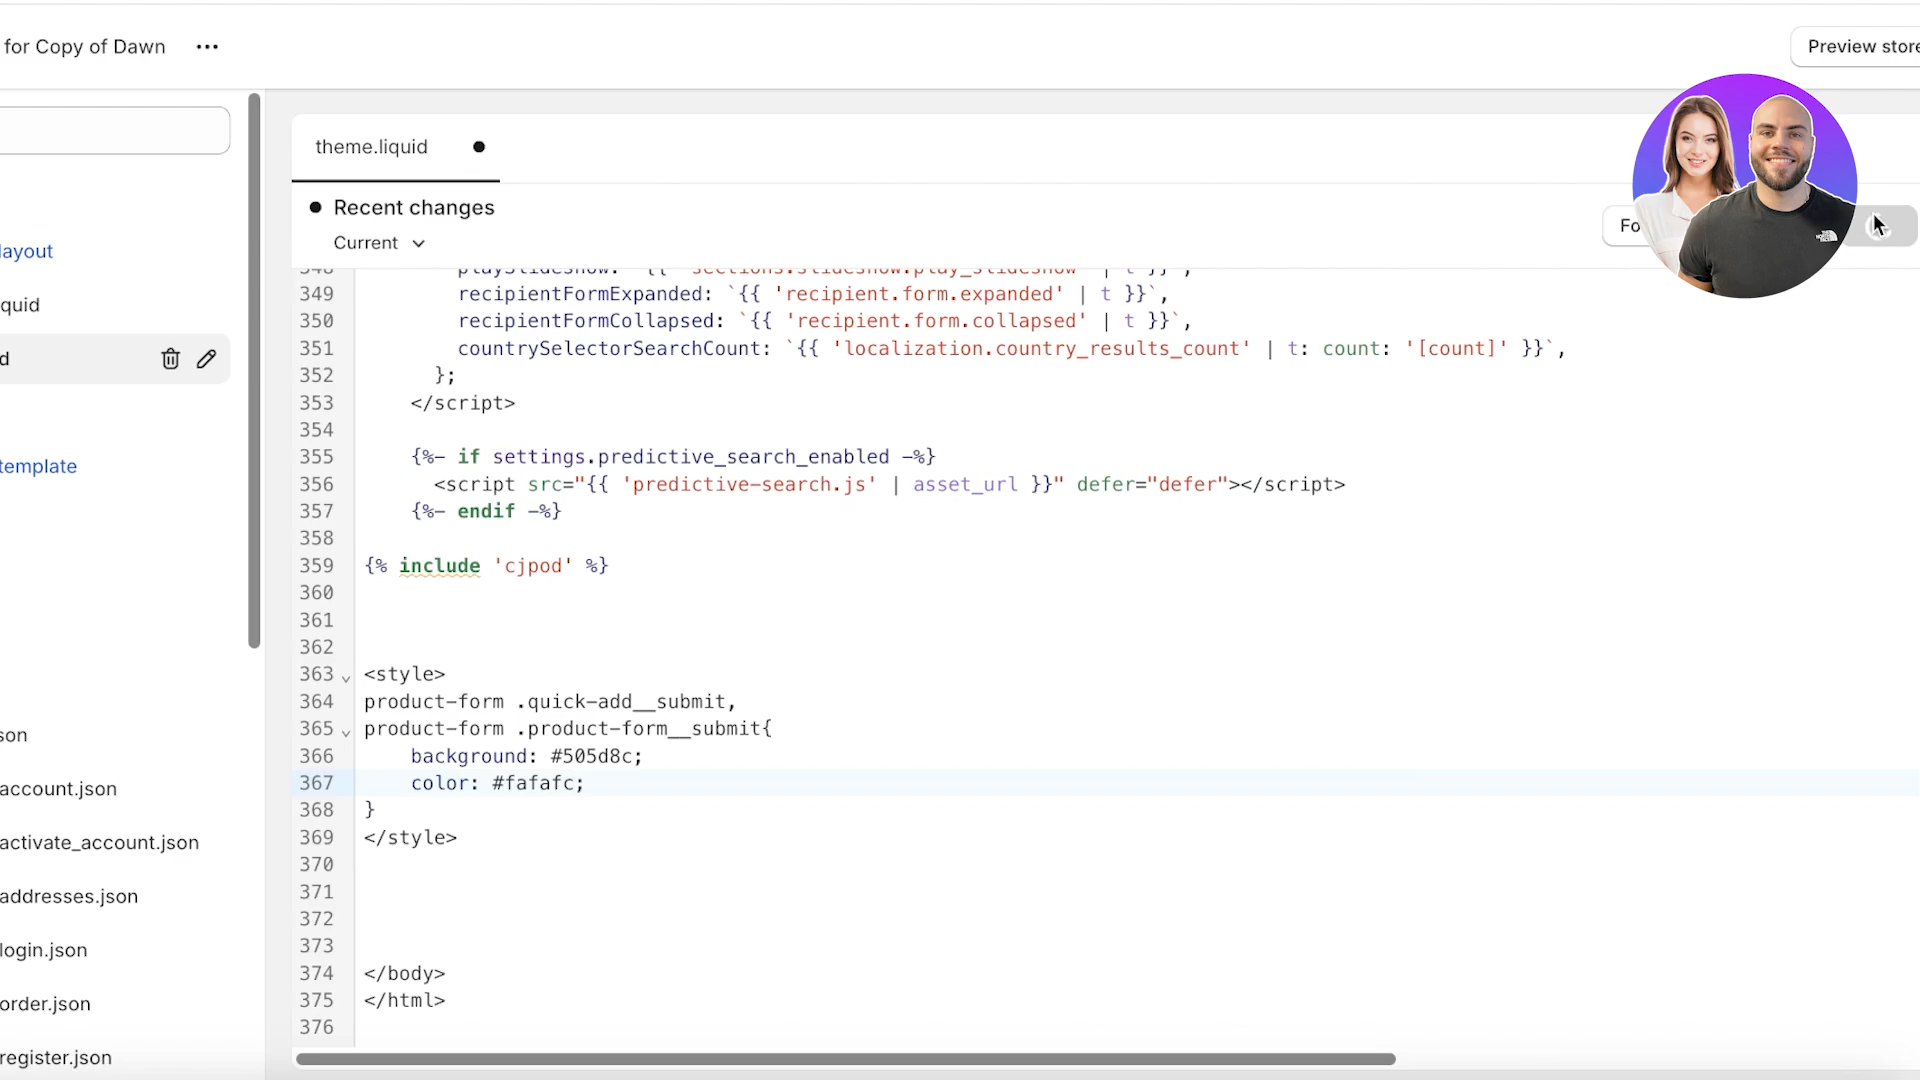 for Copy of Dawn
Preview store
theme.liquid
Recent changes
Current
Fo
layout
quid
d
template
son
account.json
activate_account.json
addresses.json
login.json
order.json
register.json
348 playSlideshow: `{{ 'sections.slideshow.play_slideshow' | t }}`,
349 recipientFormExpanded: `{{ 'recipient.form.expanded' | t }}`,
350 recipientFormCollapsed: `{{ 'recipient.form.collapsed' | t }}`,
351 countrySelectorSearchCount: `{{ 'localization.country_results_count' | t: count: '[count]' }}`,
352 };
353 </script>
354
355 {%- if settings.predictive_search_enabled -%}
356 <script src="{{ 'predictive-search.js' | asset_url }}" defer="defer"></script>
357 {%- endif -%}
358
359 {% include 'cjpod' %}
360
361
362
363 <style>
364 product-form .quick-add__submit,
365 product-form .product-form__submit{
366 background: #505d8c;
367 color: #fafafc;
368 }
369 </style>
370
371
372
373
374 </body>
375 </html>
376